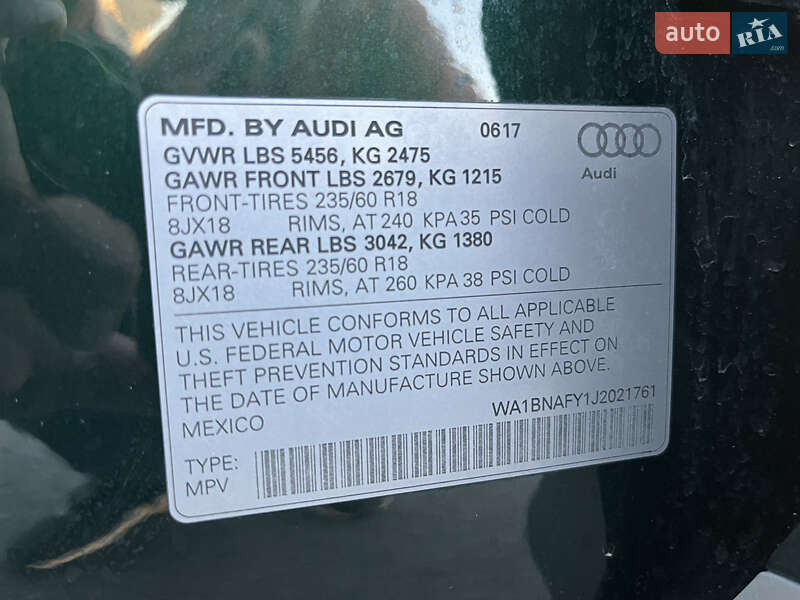 auto RIA .com
MFD. BY AUDI AG 0617
Audi
GVWR LBS 5456, KG 2475
GAWR FRONT LBS 2679, KG 1215
FRONT-TIRES 235/60 R18
8JX18 RIMS, AT 240 KPA 35 PSI COLD
GAWR REAR LBS 3042, KG 1380
REAR-TIRES 235/60 R18
8JX18 RIMS, AT 260 KPA 38 PSI COLD
THIS VEHICLE CONFORMS TO ALL APPLICABLE
U.S. FEDERAL MOTOR VEHICLE SAFETY AND
THEFT PREVENTION STANDARDS IN EFFECT ON
THE DATE OF MANUFACTURE SHOWN ABOVE.
MEXICO WA1BNAFY1J2021761
TYPE:
MPV